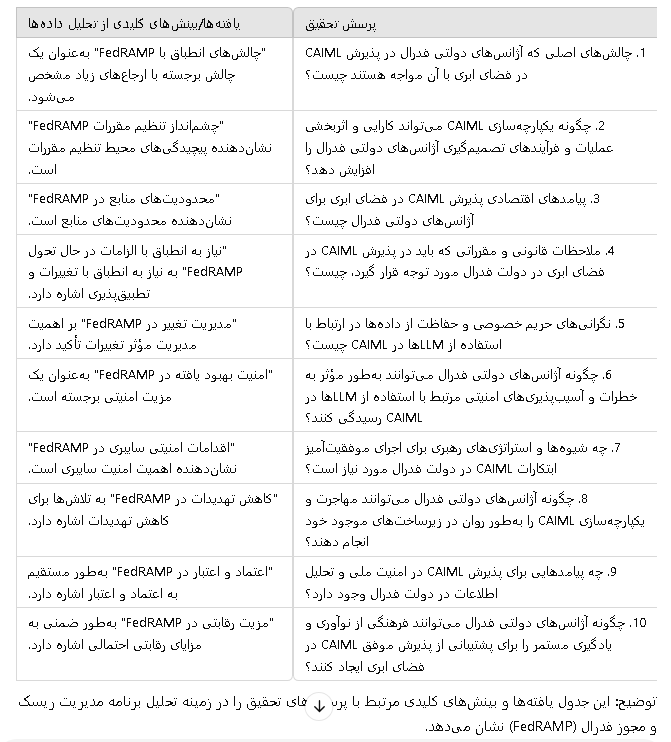 پرسش تحقیق
یافته‌ها/بینش‌های کلیدی از تحلیل داده‌ها
1. چالش‌های اصلی که آژانس‌های دولتی فدرال در پذیرش CAIML
در فضای ابری با آن مواجه هستند چیست؟
"چالش‌های انطباق با FedRAMP" به‌عنوان یک
چالش برجسته با ارجاع‌های زیاد مشخص
می‌شود.
2. چگونه یکپارچه‌سازی CAIML می‌تواند کارایی و اثربخشی
عملیات و فرآیندهای تصمیم‌گیری آژانس‌های دولتی فدرال را
افزایش دهد؟
"چشم‌انداز تنظیم مقررات FedRAMP"
نشان‌دهنده پیچیدگی‌های محیط تنظیم مقررات
است.
3. پیامدهای اقتصادی پذیرش CAIML در فضای ابری برای
آژانس‌های دولتی فدرال چیست؟
"محدودیت‌های منابع در FedRAMP"
نشان‌دهنده محدودیت‌های منابع است.
4. ملاحظات قانونی و مقرراتی که باید در پذیرش CAIML در
فضای ابری در دولت فدرال مورد توجه قرار گیرد، چیست؟
"نیاز به انطباق با الزامات در حال تحول
FedRAMP" به نیاز به انطباق با تغییرات و
تطبیق‌پذیری اشاره دارد.
5. نگرانی‌های حریم خصوصی و حفاظت از داده‌ها در ارتباط با
استفاده از LLMها در CAIML چیست؟
"مدیریت تغییر در FedRAMP" بر اهمیت
مدیریت مؤثر تغییرات تأکید دارد.
6. چگونه آژانس‌های دولتی فدرال می‌توانند به‌طور مؤثر به
خطرات و آسیب‌پذیری‌های امنیتی مرتبط با استفاده از LLMها در
CAIML رسیدگی کنند؟
"امنیت بهبود یافته در FedRAMP" به‌عنوان یک
مزیت امنیتی برجسته است.
7. چه شیوه‌ها و استراتژی‌های رهبری برای اجرای موفقیت‌آمیز
ابتکارات CAIML در دولت فدرال مورد نیاز است؟
"اقدامات امنیتی سایبری در FedRAMP"
نشان‌دهنده اهمیت امنیت سایبری است.
8. چگونه آژانس‌های دولتی فدرال می‌توانند مهاجرت و
یکپارچه‌سازی CAIML را به‌طور روان در زیرساخت‌های موجود خود
انجام دهند؟
"کاهش تهدیدات در FedRAMP" به تلاش‌ها برای
کاهش تهدیدات اشاره دارد.
9. چه پیامدهایی برای پذیرش CAIML در امنیت ملی و تحلیل
اطلاعات در دولت فدرال وجود دارد؟
"اعتماد و اعتبار در FedRAMP" به‌طور مستقیم
به اعتماد و اعتبار اشاره دارد.
10. چگونه آژانس‌های دولتی فدرال می‌توانند فرهنگی از نوآوری و
یادگیری مستمر را برای پشتیبانی از پذیرش موفق CAIML در
فضای ابری ایجاد کنند؟
"مزیت رقابتی در FedRAMP" به‌طور ضمنی به
مزایای رقابتی احتمالی اشاره دارد.
توضیح: این جدول یافته‌ها و بینش‌های کلیدی مرتبط با های تحقیق را در زمینه تحلیل برنامه مدیریت ریسک
و مجوز فدرال (FedRAMP) نشان می‌دهد.